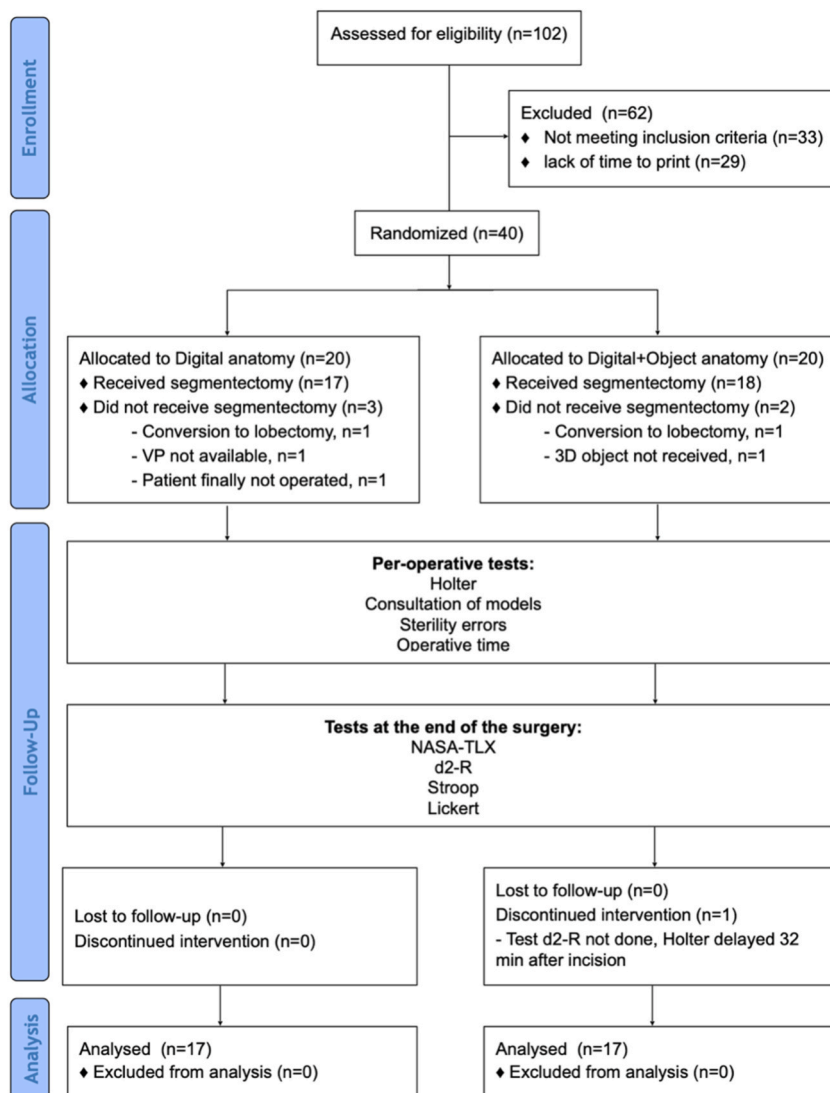 Enrollment
Assessed for eligibility (n=102)
Excluded (n=62)
♦ Not meeting inclusion criteria (n=33)
♦ lack of time to print (n=29)
Allocation
Randomized (n=40)
Allocated to Digital anatomy (n=20)
♦ Received segmentectomy (n=17)
♦ Did not receive segmentectomy (n=3)
- Conversion to lobectomy, n=1
- VP not available, n=1
- Patient finally not operated, n=1
Allocated to Digital+Object anatomy (n=20)
♦ Received segmentectomy (n=18)
♦ Did not receive segmentectomy (n=2)
- Conversion to lobectomy, n=1
- 3D object not received, n=1
Follow-Up
Per-operative tests:
Holter
Consultation of models
Sterility errors
Operative time
Tests at the end of the surgery:
NASA-TLX
d2-R
Stroop
Lickert
Lost to follow-up (n=0)
Discontinued intervention (n=0)
Lost to follow-up (n=0)
Discontinued intervention (n=1)
- Test d2-R not done, Holter delayed 32
min after incision
Analysis
Analysed (n=17)
♦ Excluded from analysis (n=0)
Analysed (n=17)
♦ Excluded from analysis (n=0)